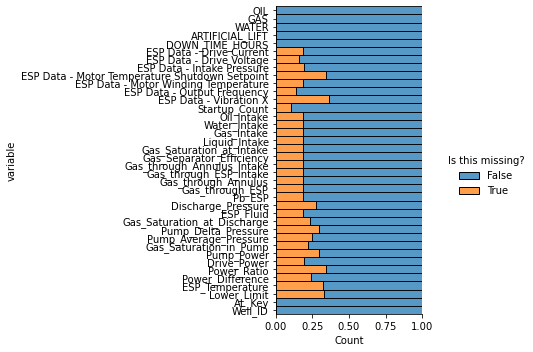 OIL
GAS
WATER
ARTIFICIAL_LIFT
DOWN_TIME_HOURS
ESP Data - Drive Current
ESP Data - Drive Voltage
ESP Data - Intake Pressure
ESP Data - Motor Temperature Shutdown Setpoint
ESP Data - Motor Winding Temperature
ESP Data - Output Frequency
ESP Data - Vibration X
Startup_Count
Oil_Intake
Water_Intake
Gas_Intake
Liquid_Intake
Gas_Saturation_at_Intake
Gas_Separator_Efficiency
Gas_through_Annulus_Intake
Gas_through_ESP_Intake
Gas_through_Annulus
Gas_through_ESP
Pb_ESP
Discharge_Pressure
ESP_Fluid
Gas_Saturation_at_Discharge
Pump_Delta_Pressure
Pump_Average_Pressure
Gas_Saturation_in_Pump
Pump_Power
Drive_Power
Power_Ratio
Power_Difference
ESP_Temperature
Lower_Limit
At_Key
Well_ID
variable
0.00 0.25 0.50 0.75 1.00
Count
Is this missing?
False
True